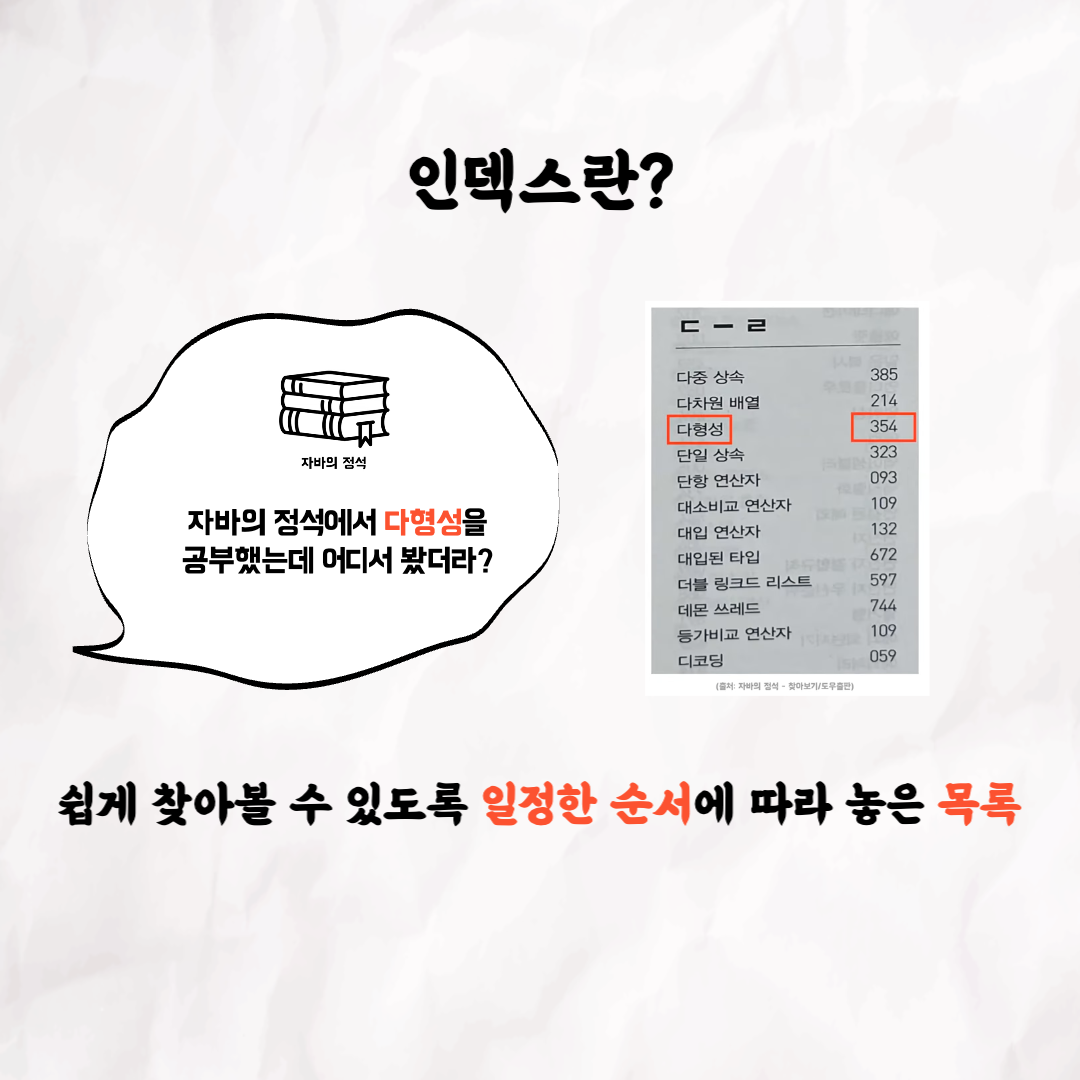 인덱스란?
자바의 정석
자바의 정석에서 다형성을
공부했는데 어디서 봤더라?
ㄷ - ㄹ
다중 상속 385
다차원 배열 214
다형성 354
단일 상속 323
단항 연산자 093
대소비교 연산자 109
대입 연산자 132
대입된 타입 672
더블 링크드 리스트 597
데몬 쓰레드 744
등가비교 연산자 109
디코딩 059
(출처: 자바의 정석 - 찾아보기/도우출판)
쉽게 찾아볼 수 있도록 일정한 순서에 따라 놓은 목록